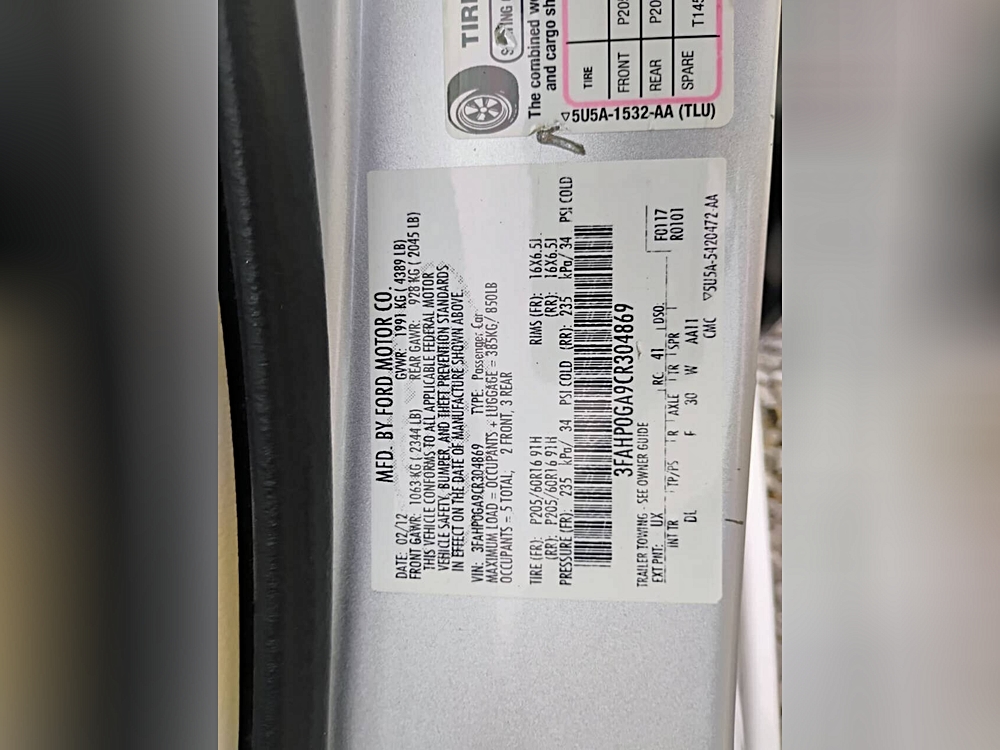 MFD. BY FORD MOTOR CO.
DATE: 02/12 GVWR: 1991 KG ( 4389 LB)
FRONT GAWR: 1063 KG ( 2344 LB) REAR GAWR: 928 KG ( 2045 LB)
THIS VEHICLE CONFORMS TO ALL APPLICABLE FEDERAL MOTOR
VEHICLE SAFETY, BUMPER, AND THEFT PREVENTION STANDARDS
IN EFFECT ON THE DATE OF MANUFACTURE SHOWN ABOVE.
VIN: 3FAHP0GA9CR304869 TYPE: Passenger Car
MAXIMUM LOAD = OCCUPANTS + LUGGAGE = 385KG/ 850LB
OCCUPANTS = 5 TOTAL; 2 FRONT, 3 REAR
TIRE (FR): P205/60R16 91H RIMS (FR): 16X6.5J
(RR): P205/60R16 91H (RR): 16X6.5J
PRESSURE (FR): 235 kPa/ 34 PSI COLD (RR): 235 kPa/ 34 PSI COLD
3FAHP0GA9CR304869
TRAILER TOWING - SEE OWNER GUIDE
EXT PNT: UX RC: 41 DSO: F0117
R0101
INT TR TP/PS R AXLE TR SPR
DL F 30 W AA11
CMC ▽5U5A-5420472-AA
TIRE
The combined we
and cargo sh
TIRE
FRONT P205
REAR P20
SPARE T145
▽5U5A-1532-AA (TLU)